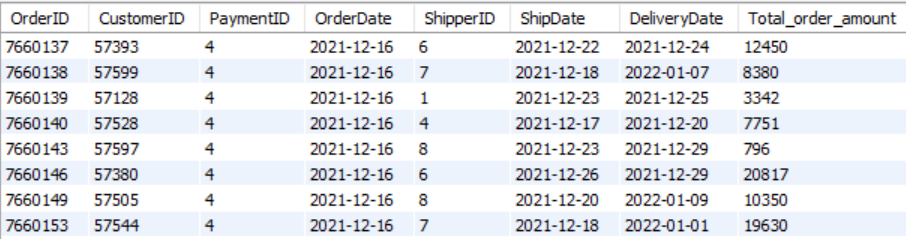 OrderID CustomerID PaymentID OrderDate ShipperID ShipDate DeliveryDate Total_order_amount
7660137 57393 4 2021-12-16 6 2021-12-22 2021-12-24 12450
7660138 57599 4 2021-12-16 7 2021-12-18 2022-01-07 8380
7660139 57128 4 2021-12-16 1 2021-12-23 2021-12-25 3342
7660140 57528 4 2021-12-16 4 2021-12-17 2021-12-20 7751
7660143 57597 4 2021-12-16 8 2021-12-23 2021-12-29 796
7660146 57380 4 2021-12-16 6 2021-12-26 2021-12-29 20817
7660149 57505 4 2021-12-16 8 2021-12-20 2022-01-09 10350
7660153 57544 4 2021-12-16 7 2021-12-18 2022-01-01 19630